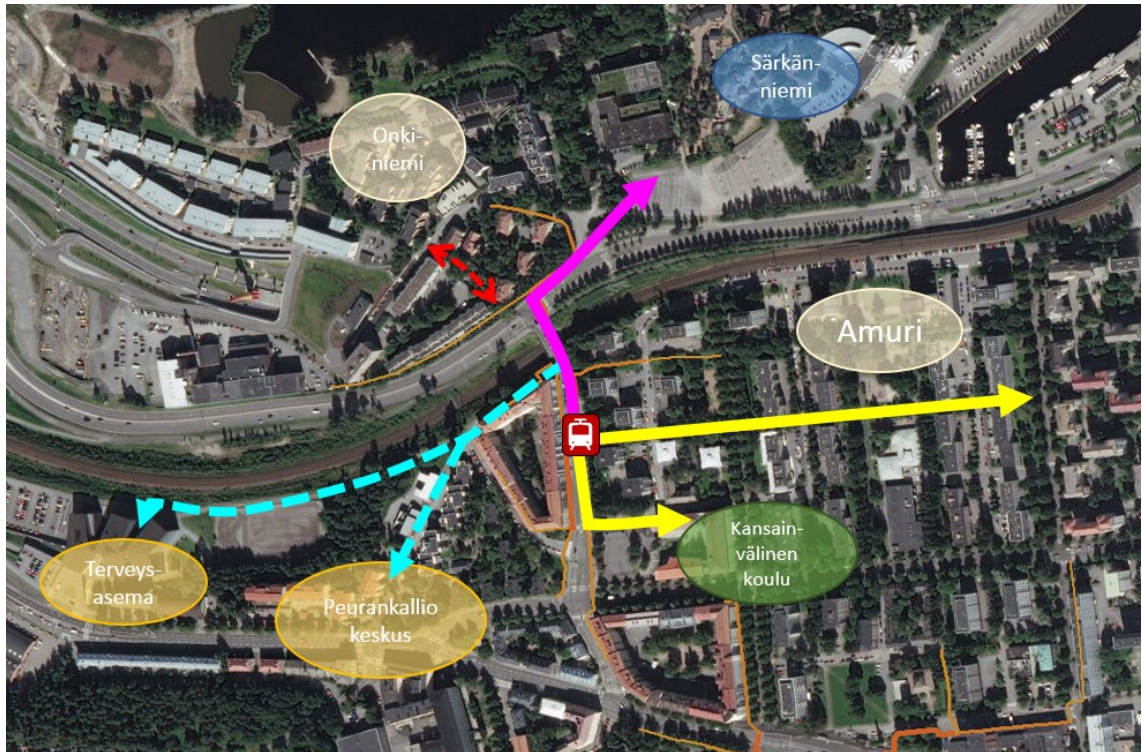 Särkän-
niemi
Onki-
niemi
Amuri
Kansain-
välinen
koulu
Terveys-
asema
Peurankallio
keskus